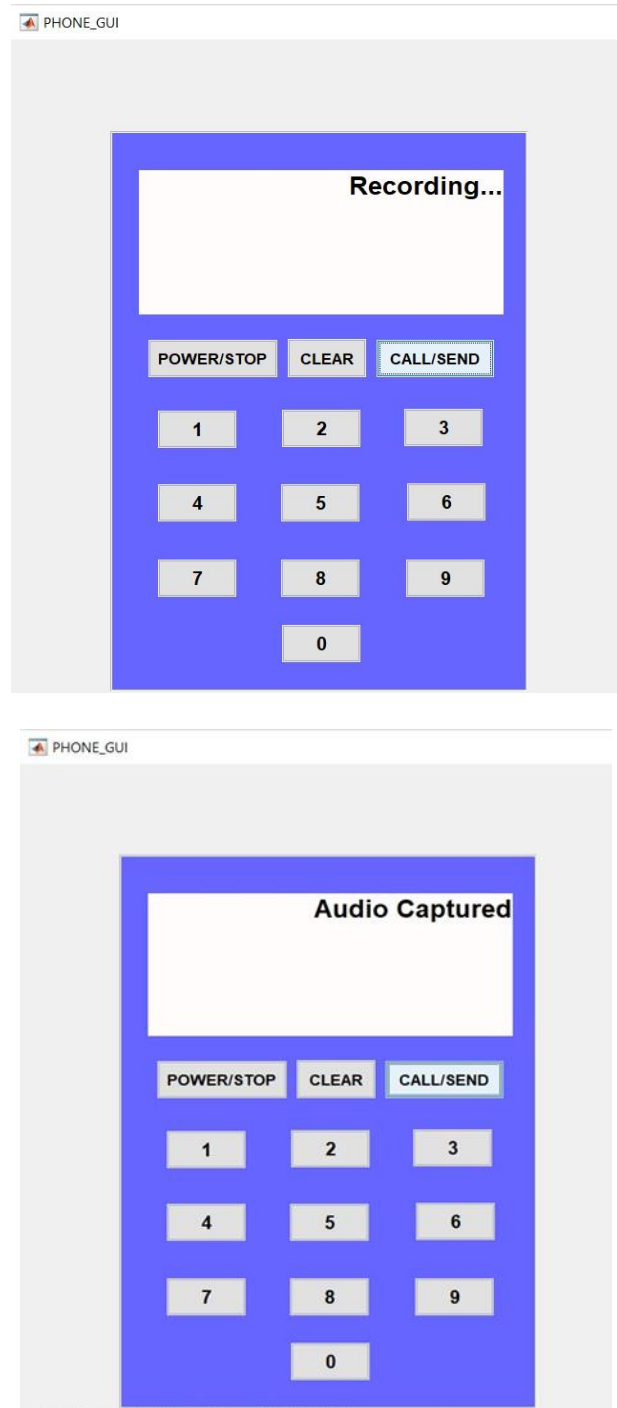 PHONE_GUI
Recording...
POWER/STOP CLEAR CALL/SEND
1 2 3
4 5 6
7 8 9
0
PHONE_GUI
Audio Captured
POWER/STOP CLEAR CALL/SEND
1 2 3
4 5 6
7 8 9
0